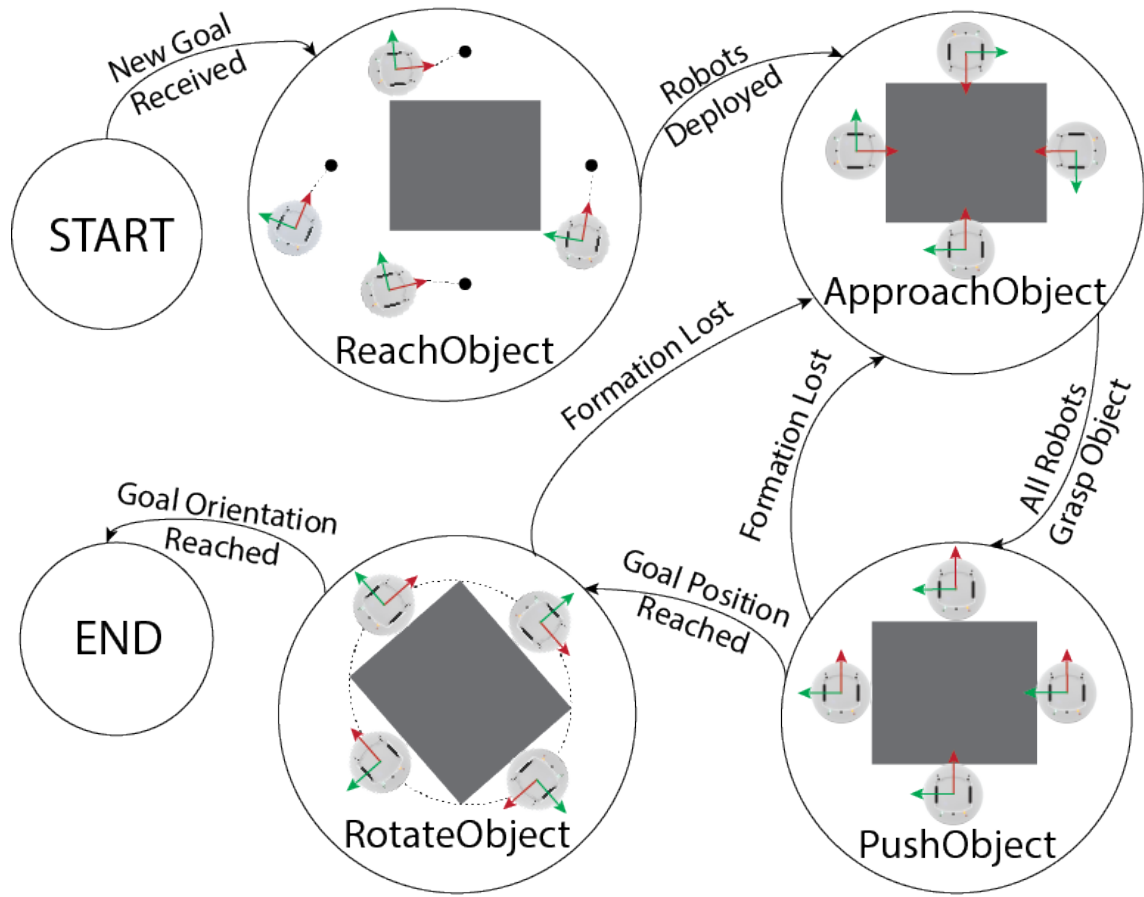 New Goal
Received
START
ReachObject
Robots
Deployed
ApproachObject
Formation Lost
Formation Lost
All Robots
Grasp Object
Goal Orientation
Reached
END
RotateObject
Goal Position
Reached
PushObject